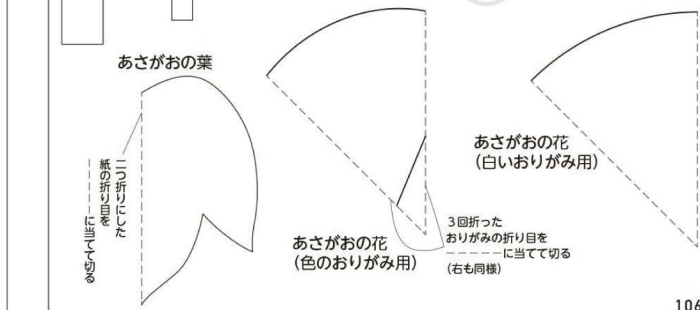 あさがおの葉
二つ折りにした
紙の折り目を
－－－－に当てて切る
あさがおの花
（色のおりがみ用）
3回折った
おりがみの折り目を
－－－－－に当てて切る
（右も同様）
あさがおの花
（白いおりがみ用）
106